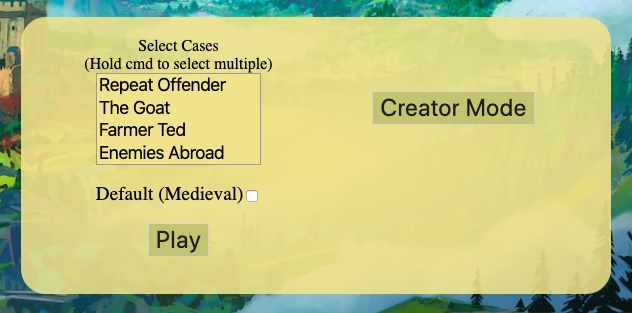 Select Cases
(Hold cmd to select multiple)
Repeat Offender
The Goat
Farmer Ted
Enemies Abroad
Creator Mode
Default (Medieval)
Play